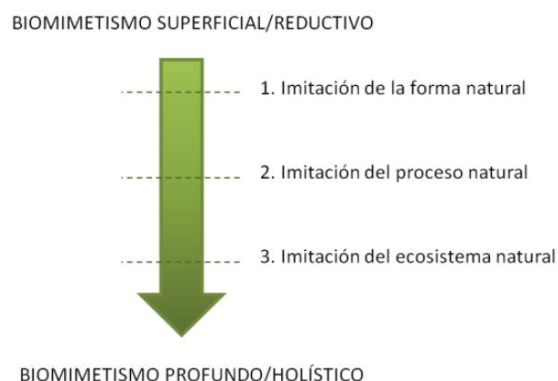 BIOMIMETISMO SUPERFICIAL/REDUCTIVO
1. Imitación de la forma natural
2. Imitación del proceso natural
3. Imitación del ecosistema natural
BIOMIMETISMO PROFUNDO/HOLÍSTICO